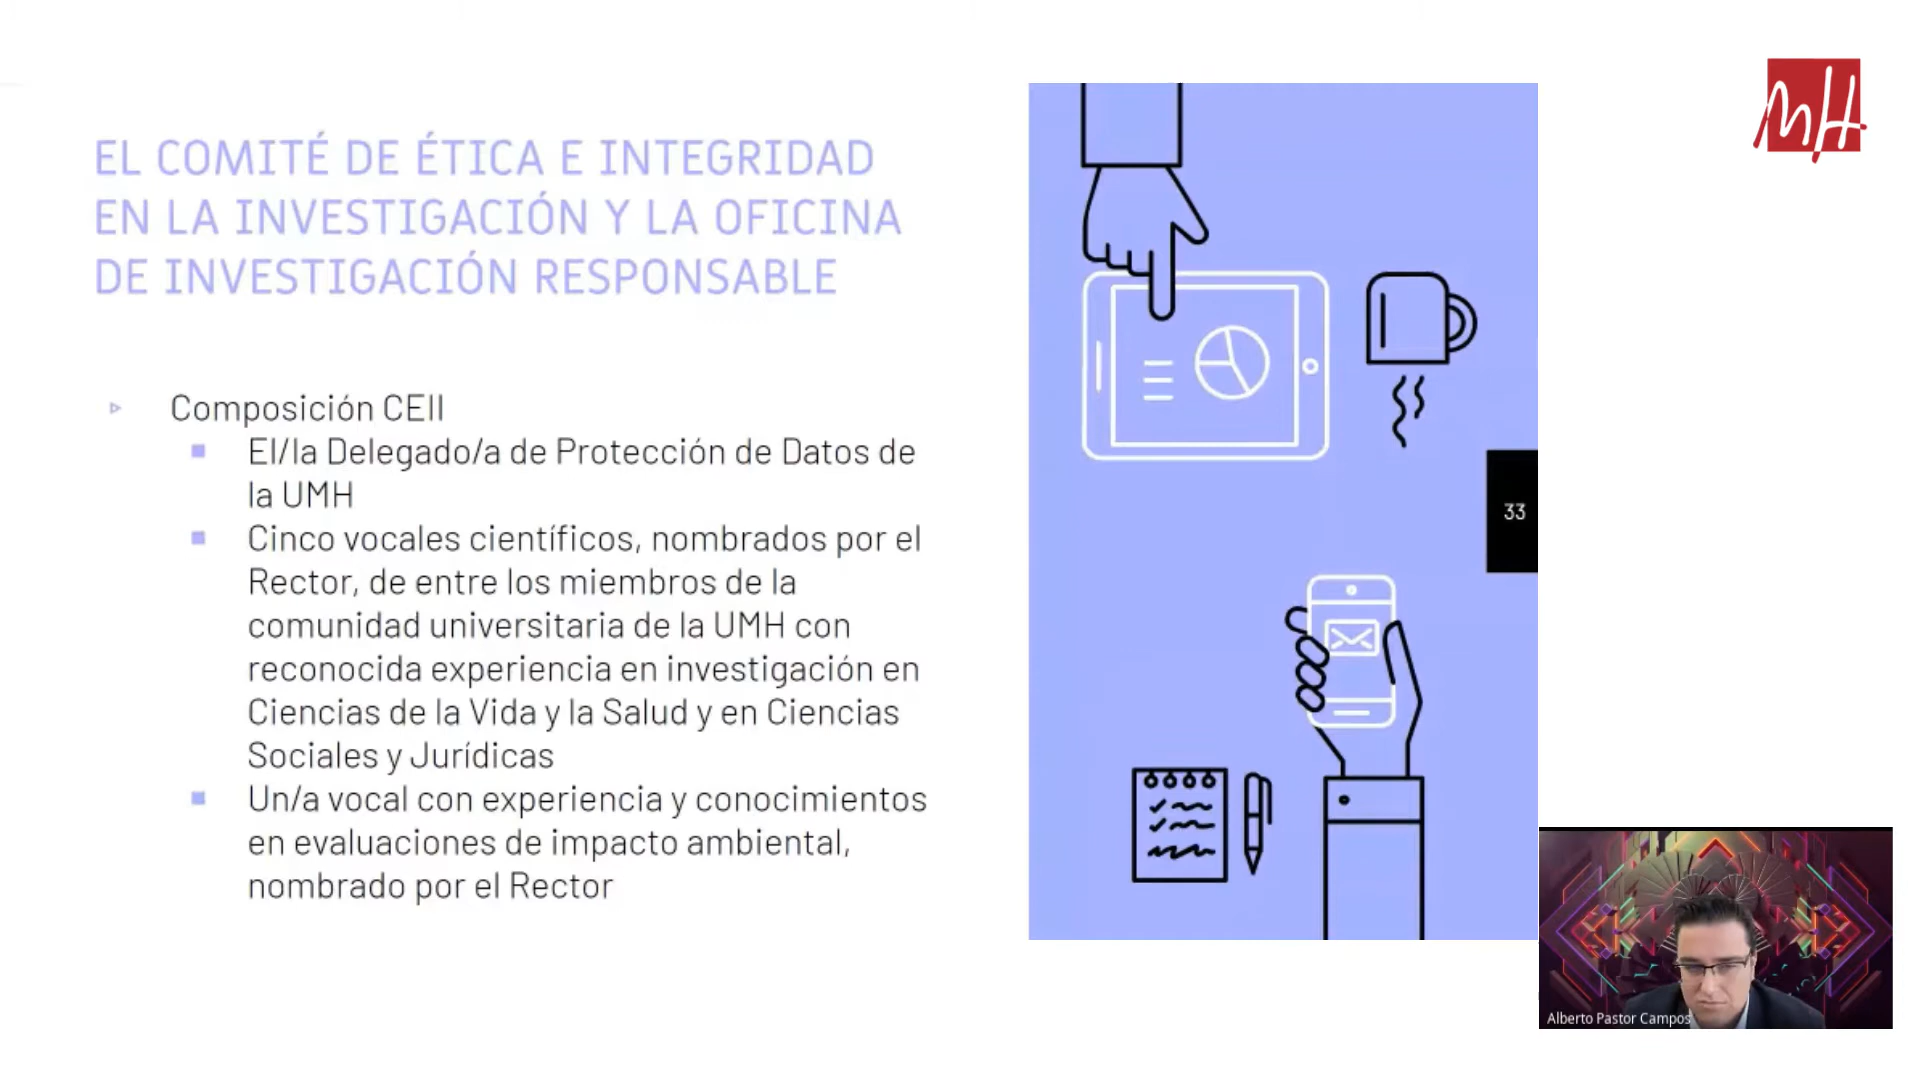 MH
EL COMITÉ DE ÉTICA E INTEGRIDAD
EN LA INVESTIGACIÓN Y LA OFICINA
DE INVESTIGACIÓN RESPONSABLE
Composición CEII
El/la Delegado/a de Protección de Datos de
la UMH
Cinco vocales científicos, nombrados por el
Rector, de entre los miembros de la
comunidad universitaria de la UMH con
reconocida experiencia en investigación en
Ciencias de la Vida y la Salud y en Ciencias
Sociales y Jurídicas
Un/a vocal con experiencia y conocimientos
en evaluaciones de impacto ambiental,
nombrado por el Rector
33
Alberto Pastor Campos